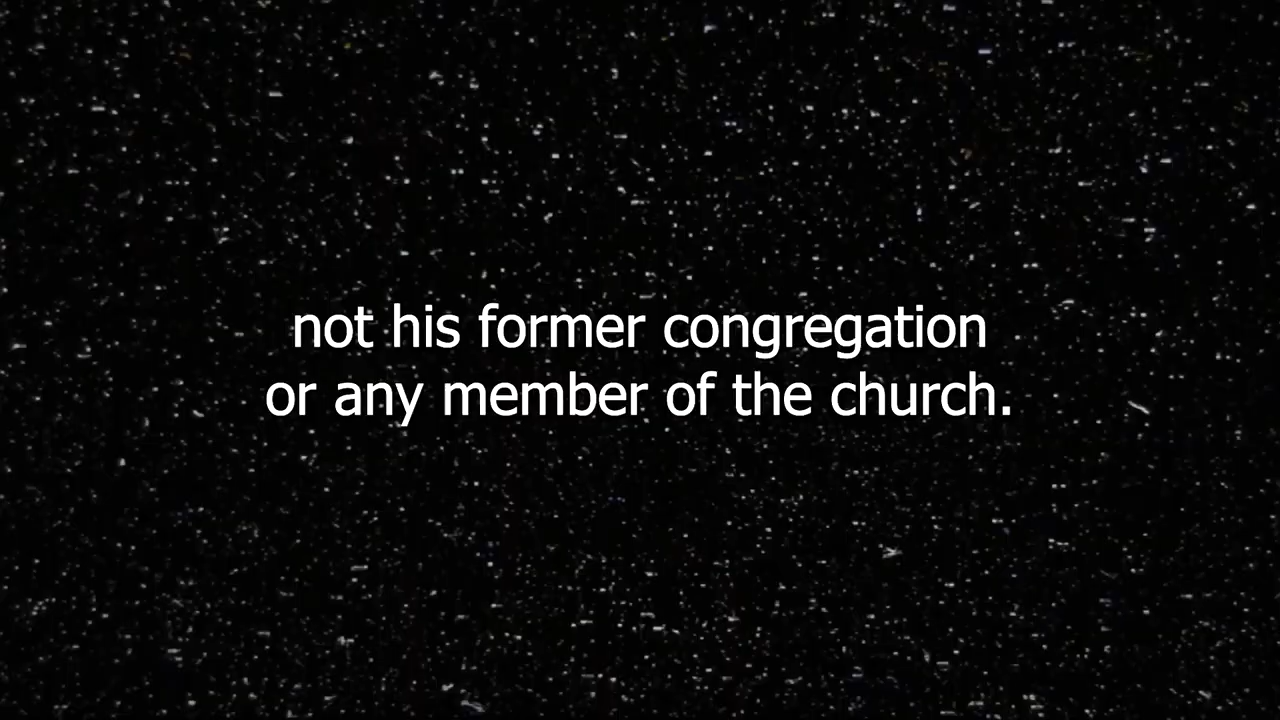 not his former congregation
or any member of the church.